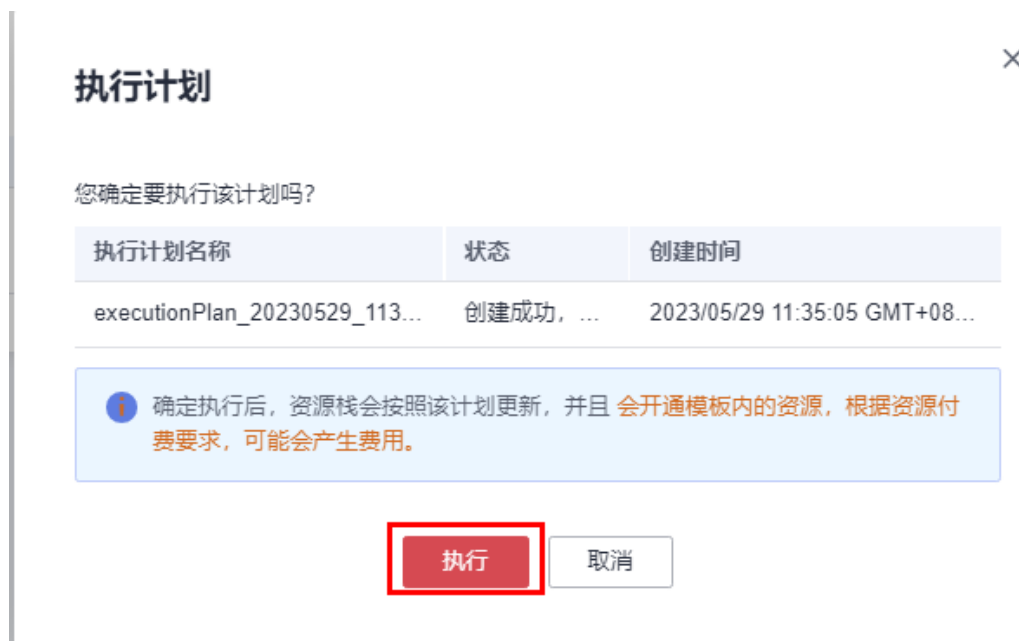 执行计划
您确定要执行该计划吗?
执行计划名称 状态 创建时间
executionPlan_20230529_113... 创建成功，... 2023/05/29 11:35:05 GMT+08...
确定执行后，资源栈会按照该计划更新，并且 会开通模板内的资源，根据资源付
费要求，可能会产生费用。
执行 取消